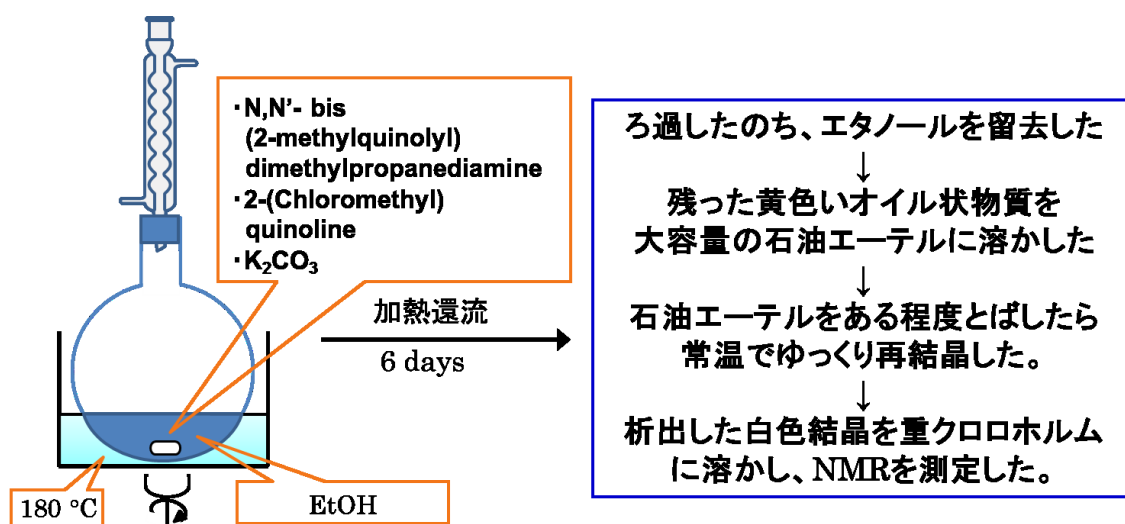 ・N,N'- bis
(2-methylquinolyl)
dimethylpropanediamine
・2-(Chloromethyl)
quinoline
・K₂CO₃
加熱還流
6 days
180 °C
EtOH
ろ過したのち、エタノールを留去した
↓
残った黄色いオイル状物質を
大容量の石油エーテルに溶かした
↓
石油エーテルをある程度とばしたら
常温でゆっくり再結晶した。
↓
析出した白色結晶を重クロロホルム
に溶かし、NMRを測定した。